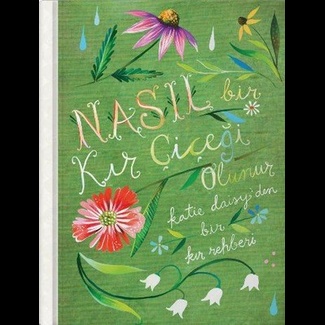 NASIL bir
Kır Çiçeği
Olunur
katie daisy'den
bir
kır rehberi